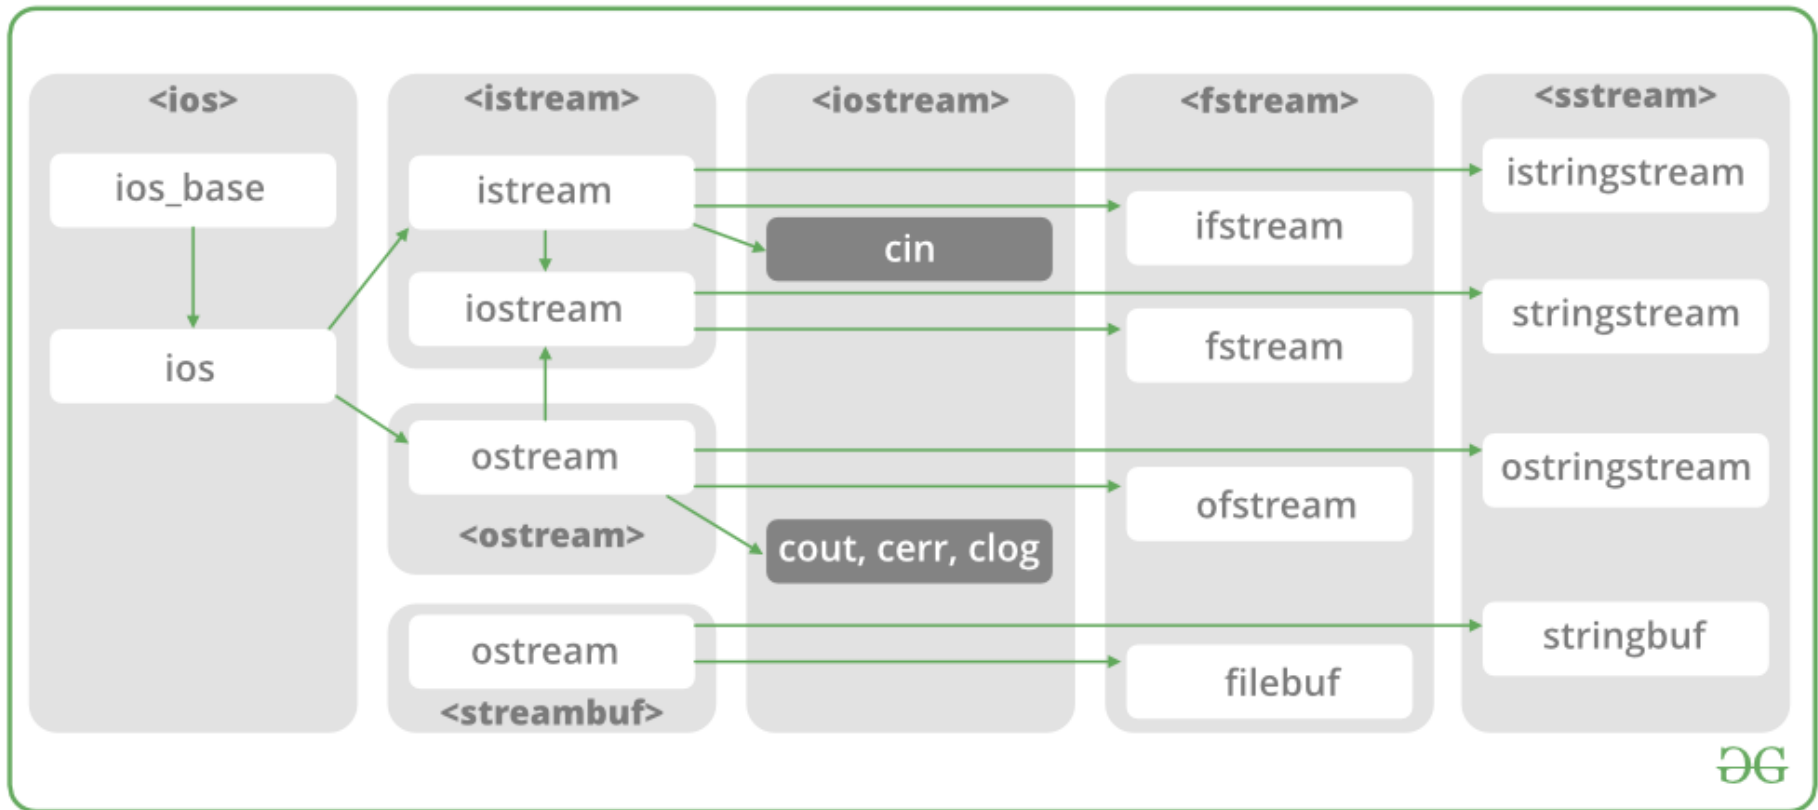 <ios>
ios_base
ios
<istream>
istream
iostream
ostream
<ostream>
ostream
<streambuf>
<iostream>
cin
cout, cerr, clog
<fstream>
ifstream
fstream
ofstream
filebuf
<sstream>
istringstream
stringstream
ostringstream
stringbuf